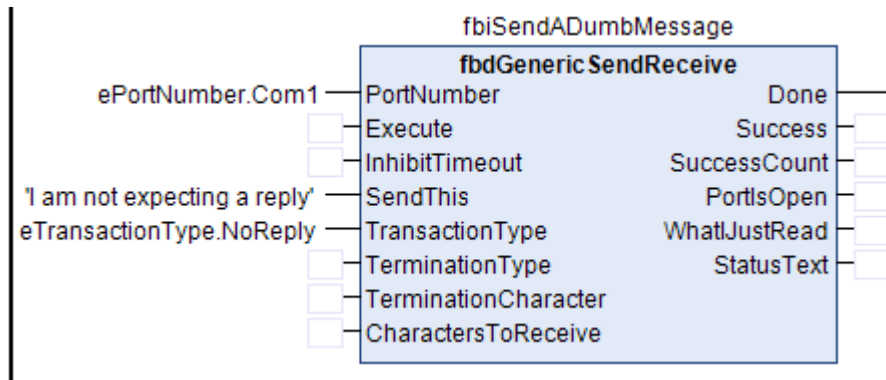 fbiSendADumbMessage
fbdGenericSendReceive
ePortNumber.Com1 PortNumber Done
Execute Success
InhibitTimeout SuccessCount
'I am not expecting a reply' SendThis PortIsOpen
eTransactionType.NoReply TransactionType WhatIJustRead
TerminationType StatusText
TerminationCharacter
CharactersToReceive